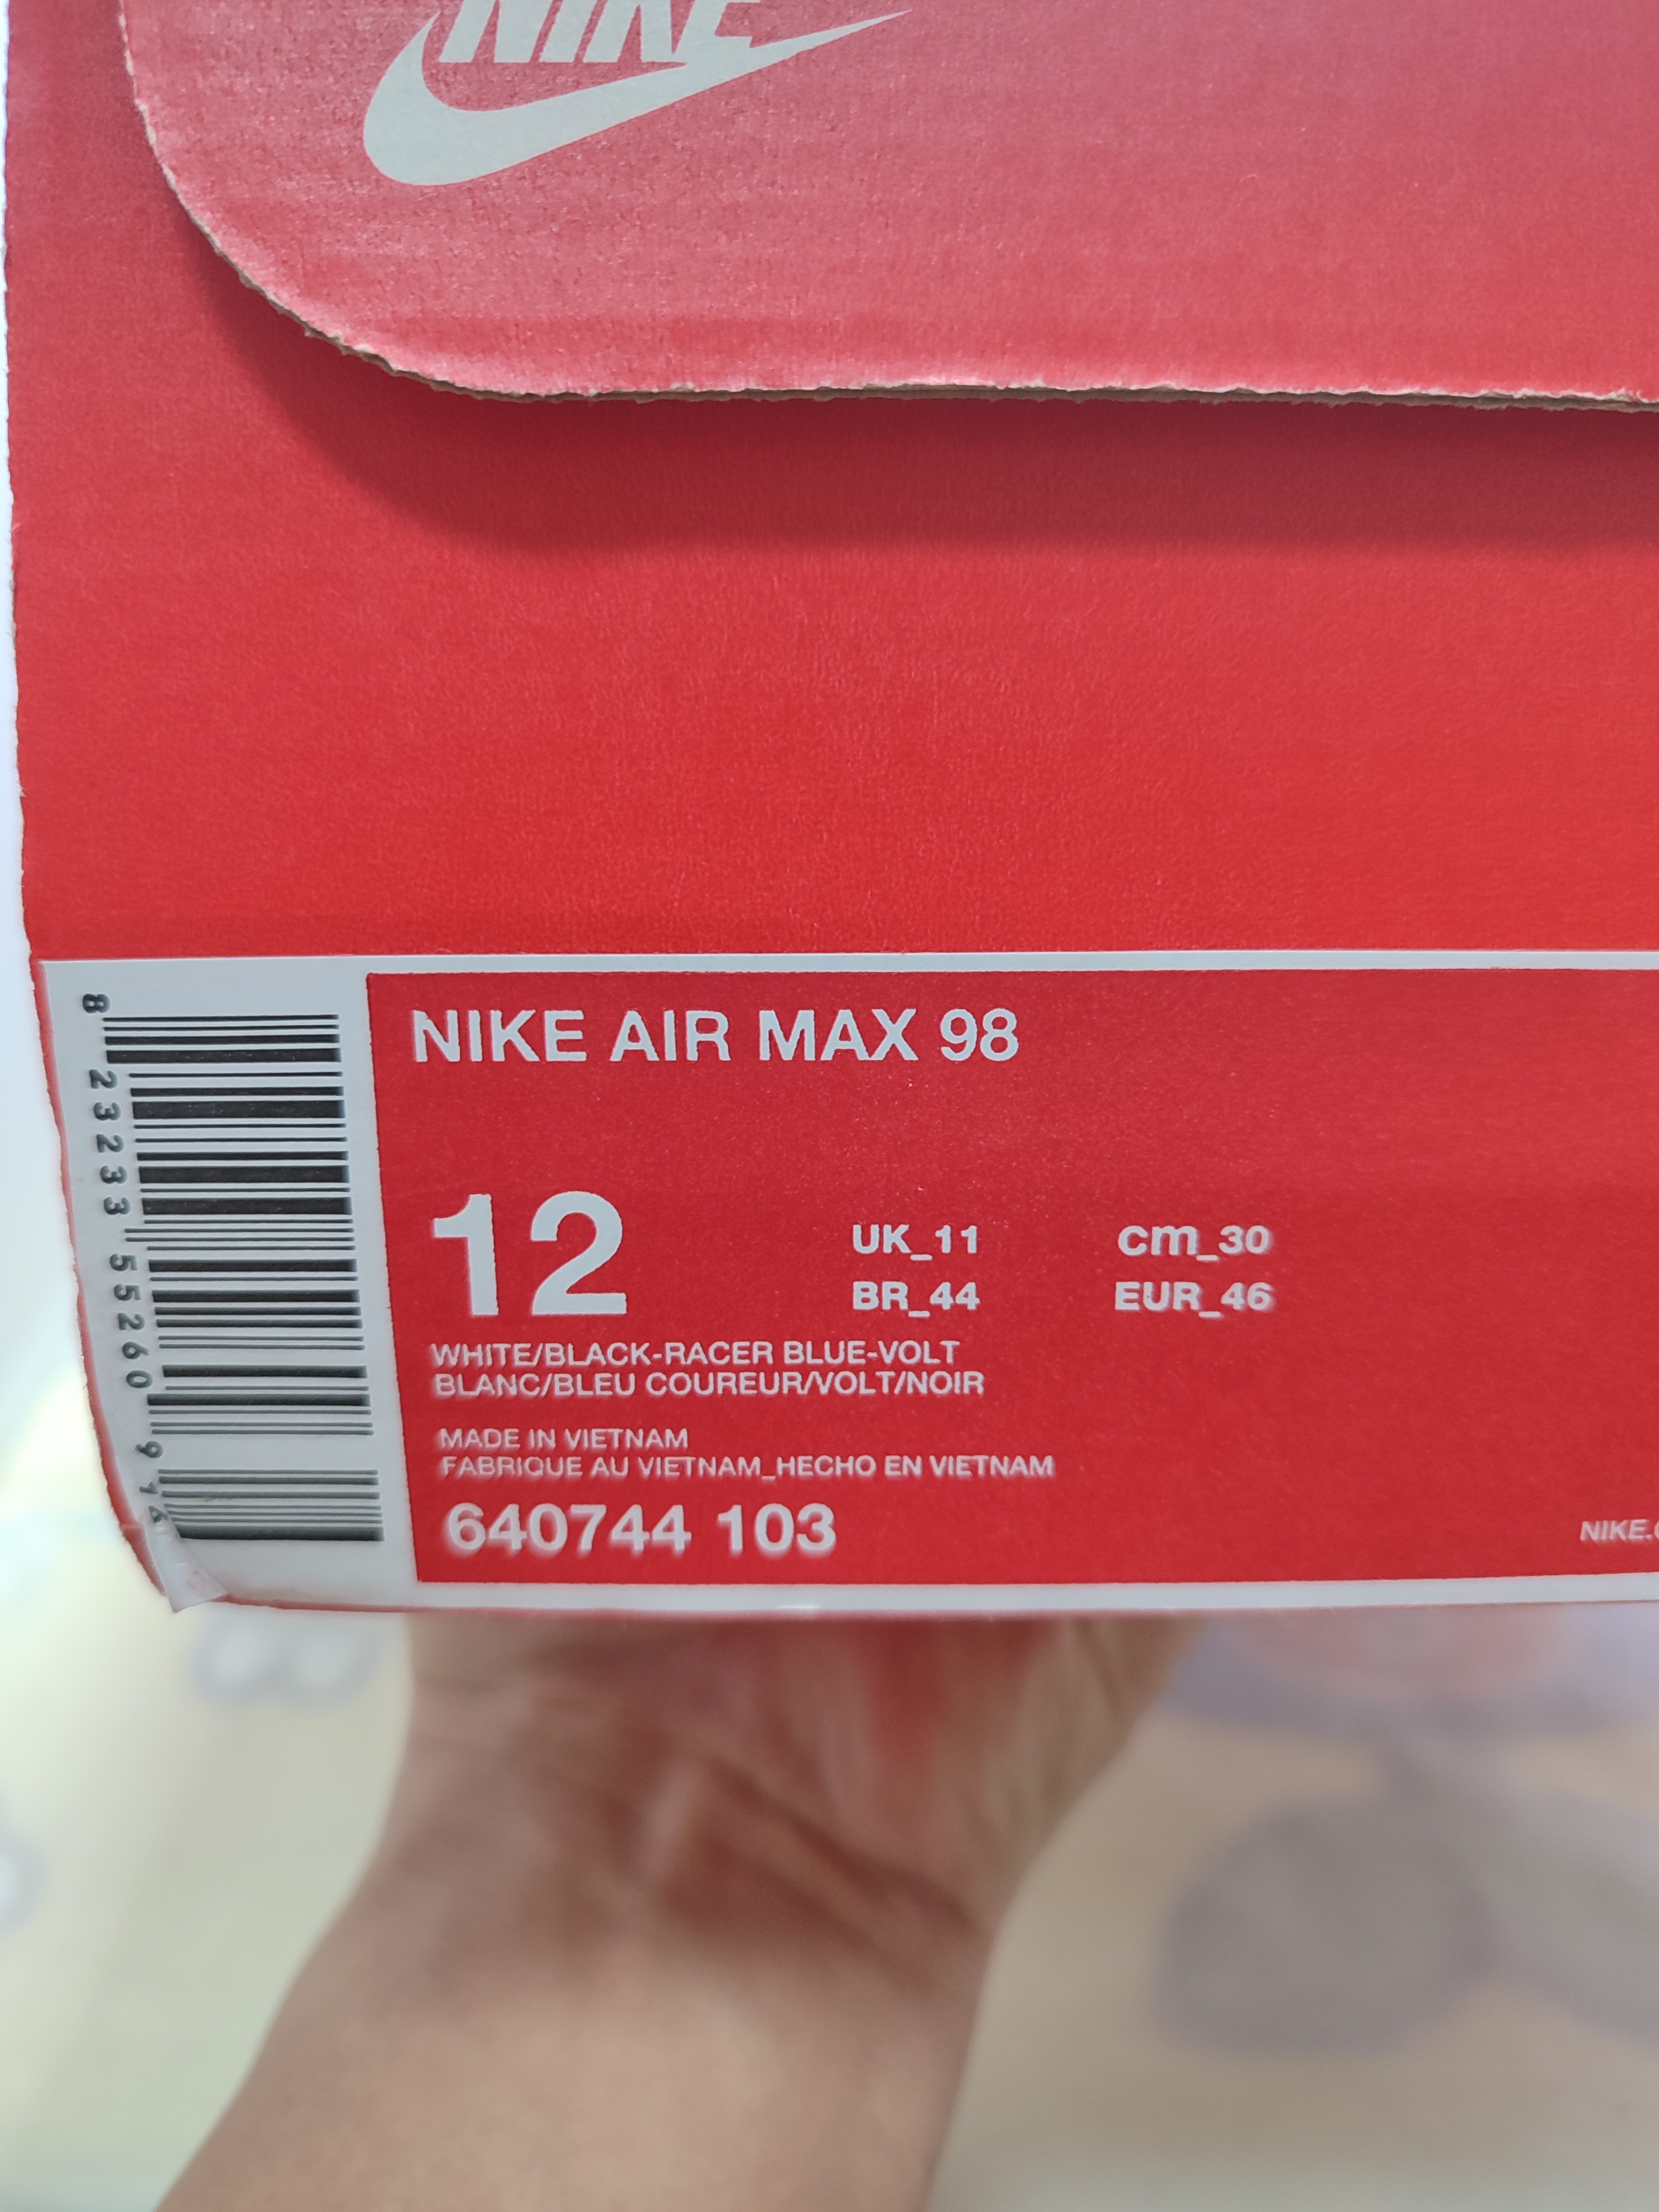 NIKE
NIKE AIR MAX 98
12
UK_11 cm_30
BR_44 EUR_46
WHITE/BLACK-RACER BLUE-VOLT
BLANC/BLEU COUREUR/VOLT/NOIR
MADE IN VIETNAM
FABRIQUE AU VIETNAM_HECHO EN VIETNAM
640744 103
8 23233 55260 9